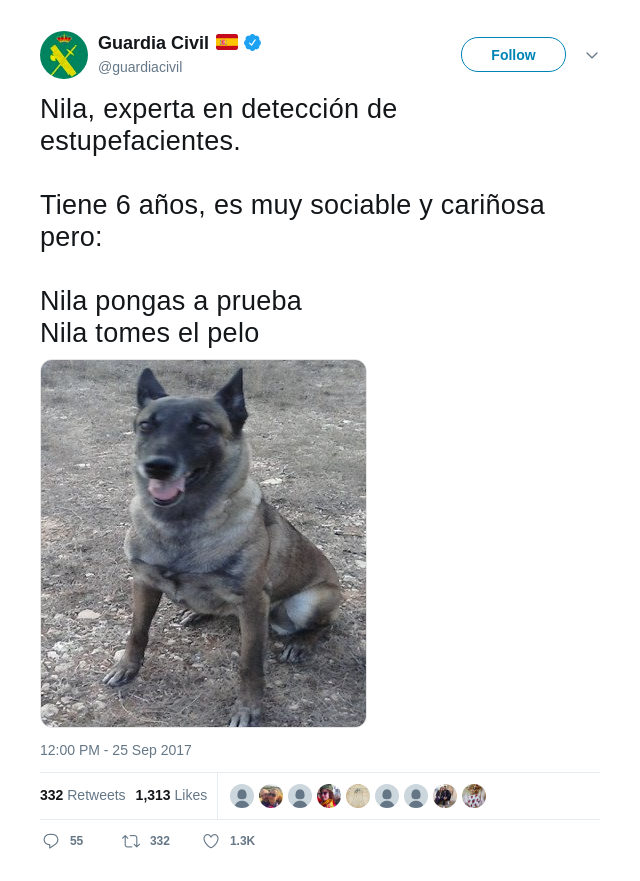 Guardia Civil 🇪🇸
@guardiacivil
Follow
Nila, experta en detección de
estupefacientes.
Tiene 6 años, es muy sociable y cariñosa
pero:
Nila pongas a prueba
Nila tomes el pelo
12:00 PM - 25 Sep 2017
332 Retweets 1,313 Likes
55 332 1.3K